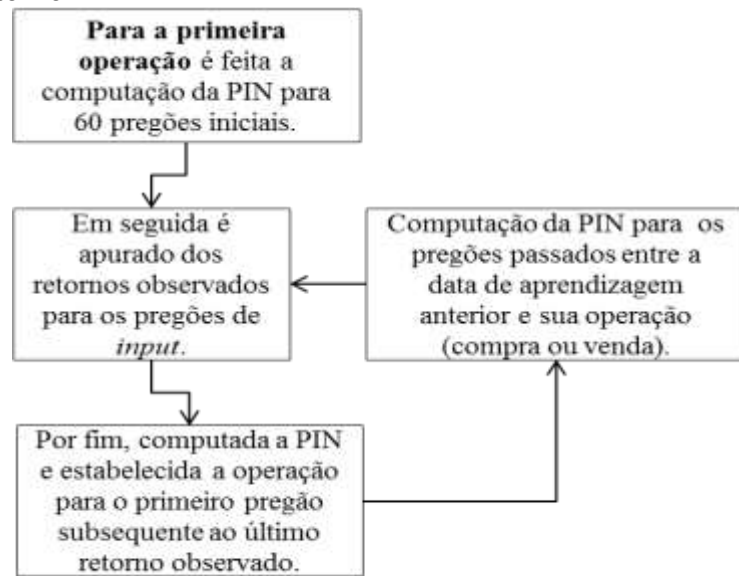 Para a primeira
operação é feita a
computação da PIN para
60 pregões iniciais.
Em seguida é
apurado dos
retornos observados
para os pregões de
input.
Computação da PIN para os
pregões passados entre a
data de aprendizagem
anterior e sua operação
(compra ou venda).
Por fim, computada a PIN
e estabelecida a operação
para o primeiro pregão
subsequente ao último
retorno observado.